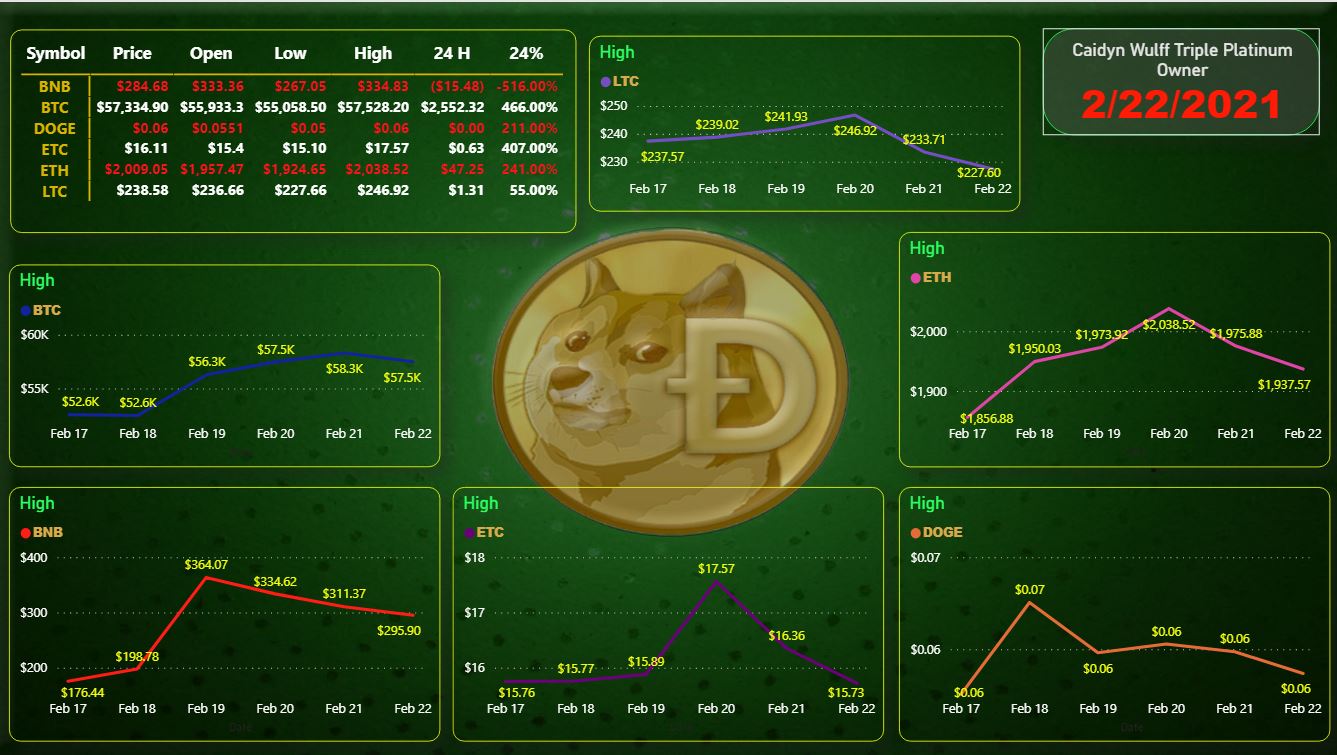 Symbol Price Open Low High 24 H 24%
BNB $284.68 $333.36 $267.05 $334.83 ($15.48) -516.00%
BTC $57,334.90 $55,933.3 $55,058.50 $57,528.20 $2,552.32 466.00%
DOGE $0.06 $0.0551 $0.05 $0.06 $0.00 211.00%
ETC $16.11 $15.4 $15.10 $17.57 $0.63 407.00%
ETH $2,009.05 $1,957.47 $1,924.65 $2,038.52 $47.25 241.00%
LTC $238.58 $236.66 $227.66 $246.92 $1.31 55.00%
High
LTC
$250
$240
$230
$237.57 $239.02 $241.93 $246.92 $233.71 $227.60
Feb 17 Feb 18 Feb 19 Feb 20 Feb 21 Feb 22
Caidyn Wulff Triple Platinum
Owner
2/22/2021
High
BTC
$60K
$55K
$52.6K $52.6K $56.3K $57.5K $58.3K $57.5K
Feb 17 Feb 18 Feb 19 Feb 20 Feb 21 Feb 22
Đ
High
ETH
$2,000
$1,900
$1,856.88 $1,950.03 $1,973.92 $2,038.52 $1,975.88 $1,937.57
Feb 17 Feb 18 Feb 19 Feb 20 Feb 21 Feb 22
High
BNB
$400
$300
$200
$176.44 $198.78 $364.07 $334.62 $311.37 $295.90
Feb 17 Feb 18 Feb 19 Feb 20 Feb 21 Feb 22
Date
High
ETC
$18
$17
$16
$15.76 $15.77 $15.89 $17.57 $16.36 $15.73
Feb 17 Feb 18 Feb 19 Feb 20 Feb 21 Feb 22
Date
High
DOGE
$0.07
$0.06
$0.06 $0.07 $0.06 $0.06 $0.06 $0.06
Feb 17 Feb 18 Feb 19 Feb 20 Feb 21 Feb 22
Date